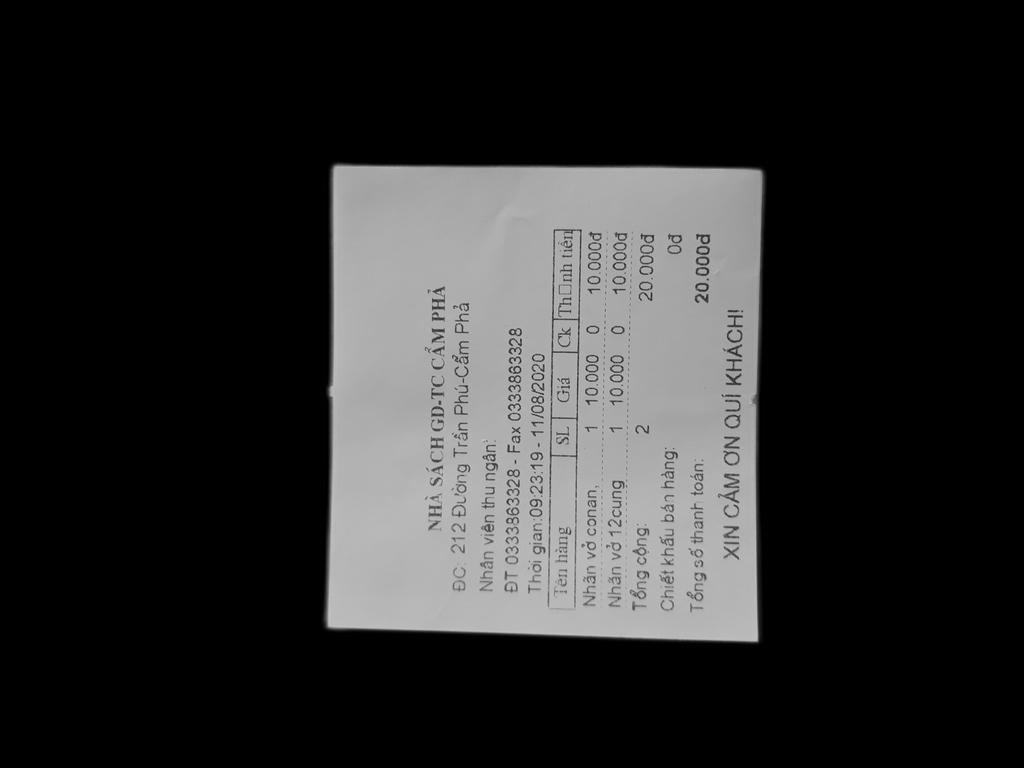 NHÀ SÁCH GD-TC CẨM PHẢ
ĐC: 212 Đường Trần Phú-Cẩm Phả
Nhân viên thu ngân:
ĐT 0333863328 - Fax 0333863328
Thời gian:09:23:19 - 11/08/2020
Tên hàng SL Giá Ck Th□nh tiền
Nhãn vở conan, 1 10.000 0 10.000đ
Nhãn vở 12cung 1 10.000 0 10.000đ
Tổng cộng: 2 20.000đ
Chiết khấu bán hàng: 0đ
Tổng số thanh toán: 20.000đ
XIN CẢM ƠN QUÍ KHÁCH!